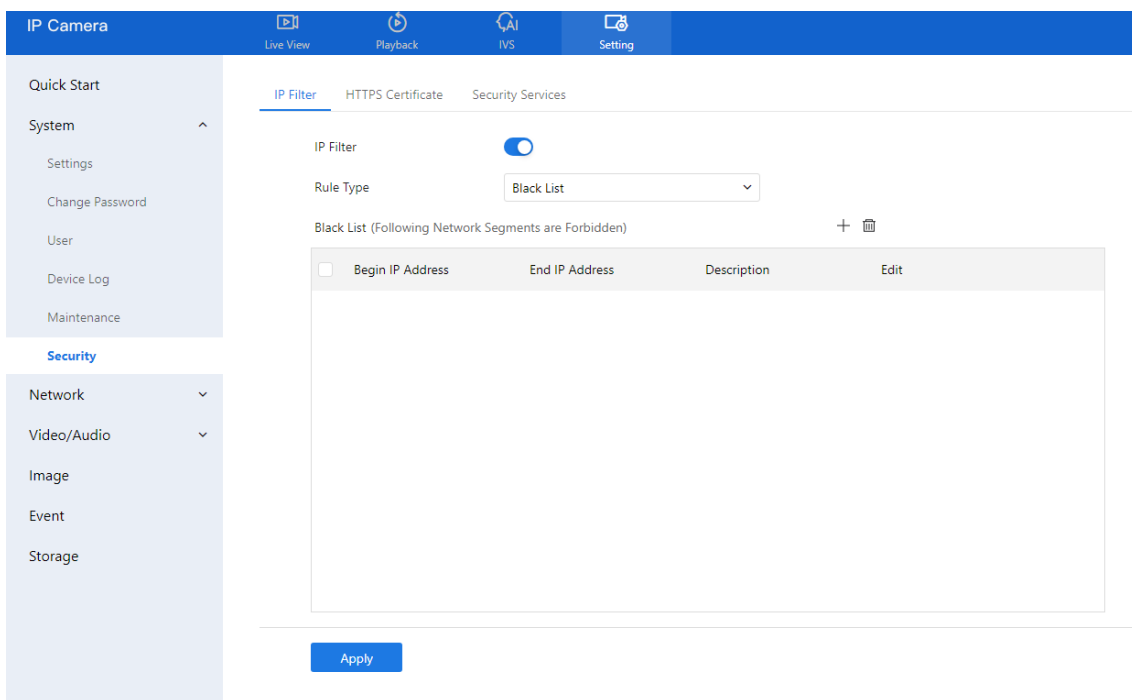 IP Camera
Live View
Playback
AI
IVS
Setting
Quick Start
System
Settings
Change Password
User
Device Log
Maintenance
Security
Network
Video/Audio
Image
Event
Storage
IP Filter HTTPS Certificate Security Services
IP Filter
Rule Type Black List
Black List (Following Network Segments are Forbidden)
Begin IP Address End IP Address Description Edit
Apply